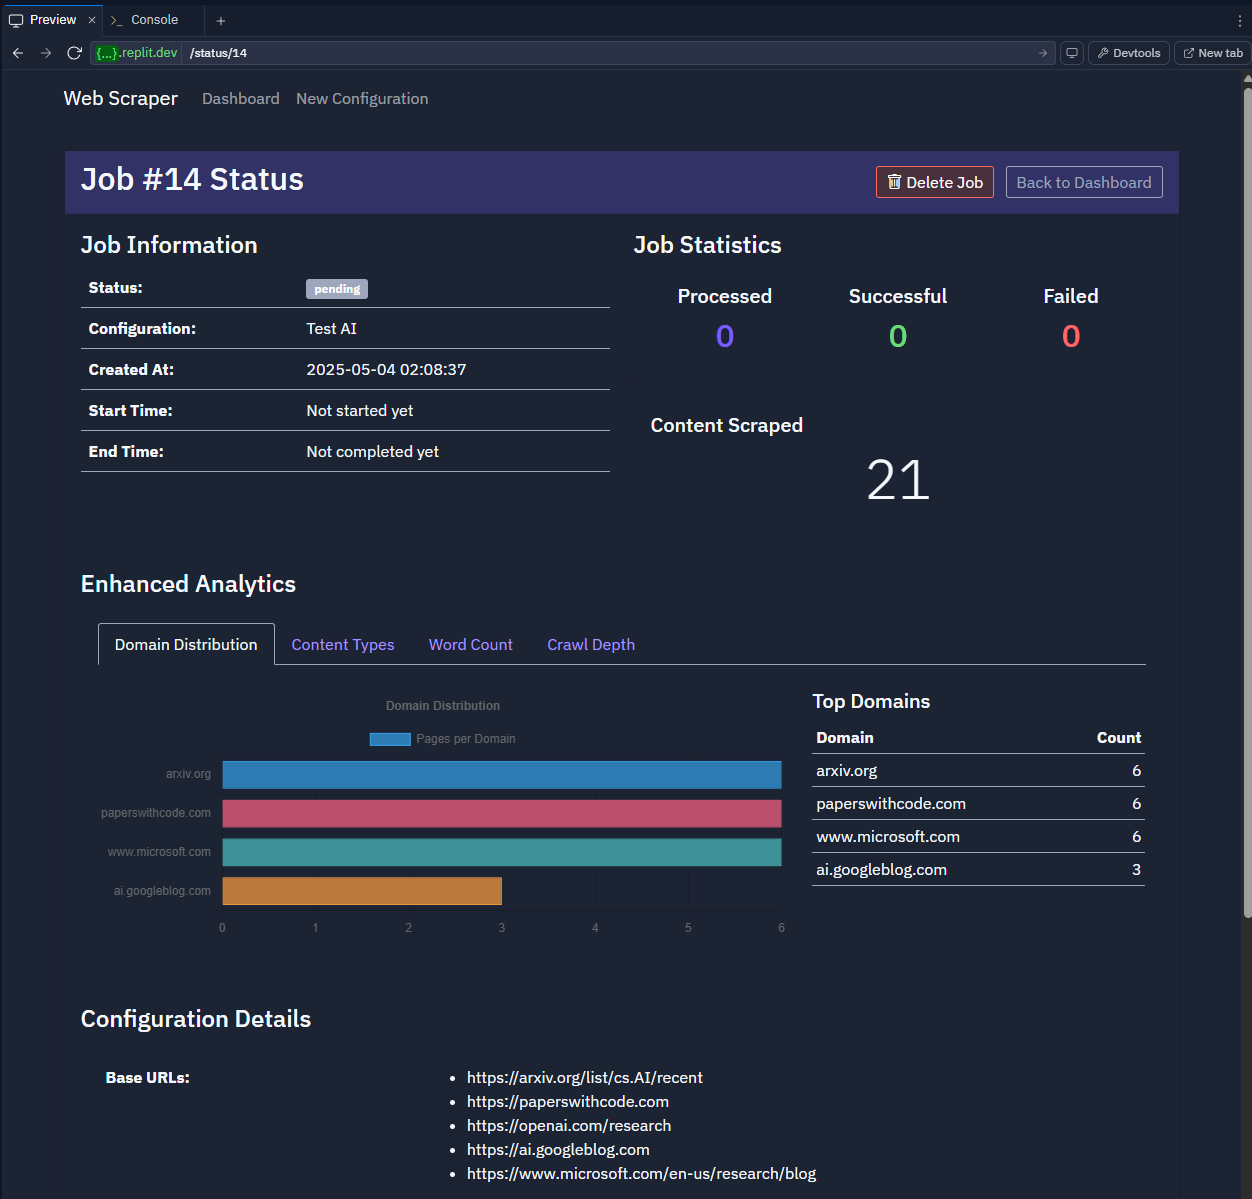 Preview × >_ Console +
{...}.replit.dev /status/14 Devtools New tab
Web Scraper Dashboard New Configuration
Job #14 Status
Delete Job Back to Dashboard
Job Information
Status: pending
Configuration: Test AI
Created At: 2025-05-04 02:08:37
Start Time: Not started yet
End Time: Not completed yet
Job Statistics
Processed Successful Failed
0 0 0
Content Scraped
21
Enhanced Analytics
Domain Distribution Content Types Word Count Crawl Depth
Domain Distribution
Pages per Domain
arxiv.org
paperswithcode.com
www.microsoft.com
ai.googleblog.com
0 1 2 3 4 5 6
Top Domains
Domain Count
arxiv.org 6
paperswithcode.com 6
www.microsoft.com 6
ai.googleblog.com 3
Configuration Details
Base URLs:
• https://arxiv.org/list/cs.AI/recent
• https://paperswithcode.com
• https://openai.com/research
• https://ai.googleblog.com
• https://www.microsoft.com/en-us/research/blog